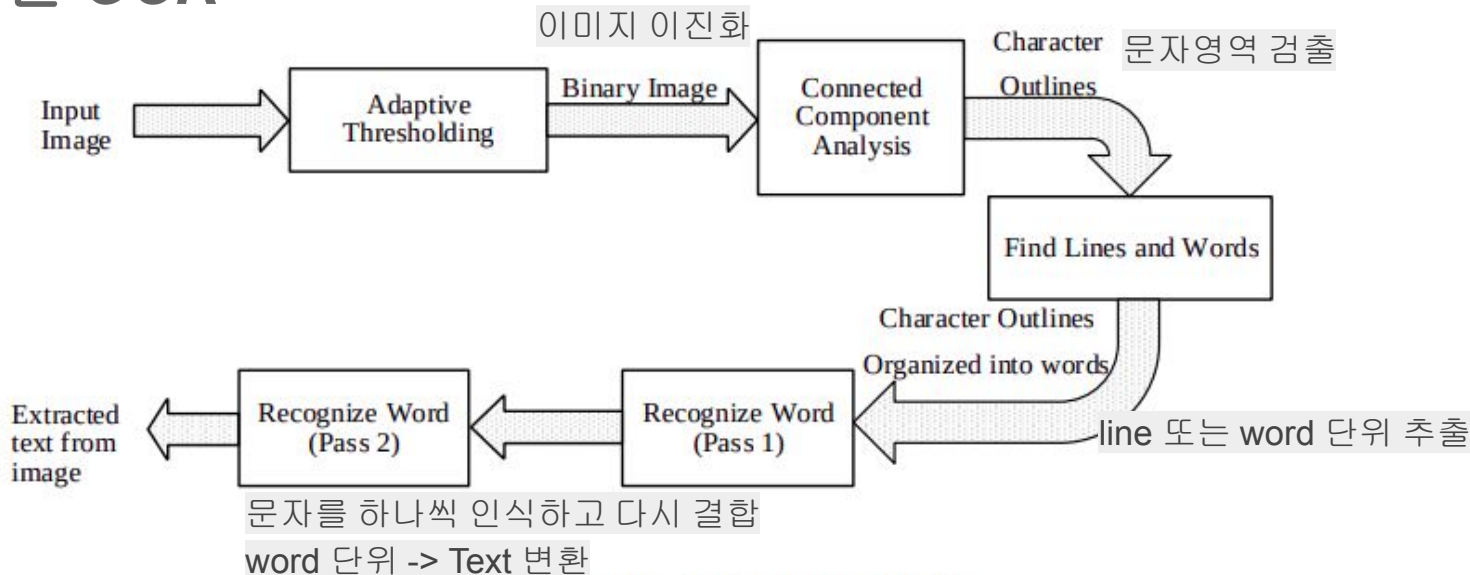 이미지 이진화
Input
Image
Adaptive
Thresholding
Binary Image
Connected
Component
Analysis
Character
Outlines
문자영역 검출
Find Lines and Words
Character Outlines
Organized into words
line 또는 word 단위 추출
Recognize Word
(Pass 1)
Recognize Word
(Pass 2)
Extracted
text from
image
문자를 하나씩 인식하고 다시 결합
word 단위 -> Text 변환